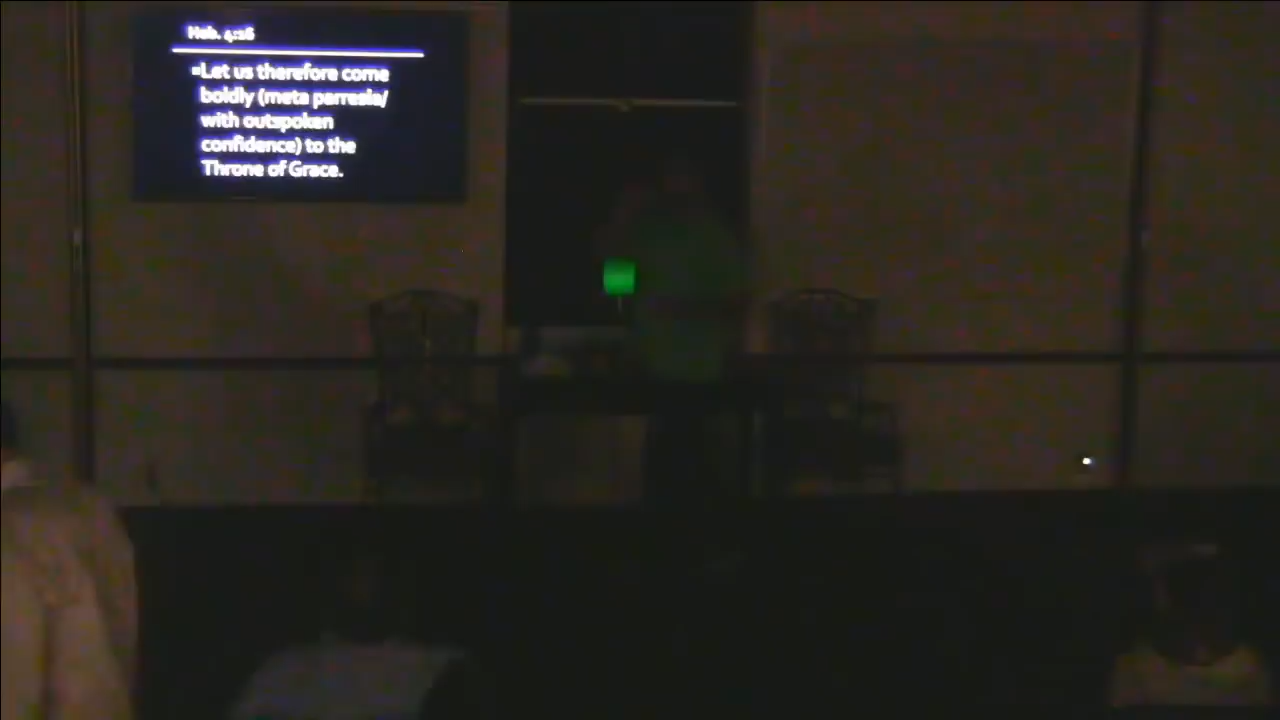 Heb. 4:16
▪Let us therefore come
boldly (meta parresia/
with outspoken
confidence) to the
Throne of Grace.